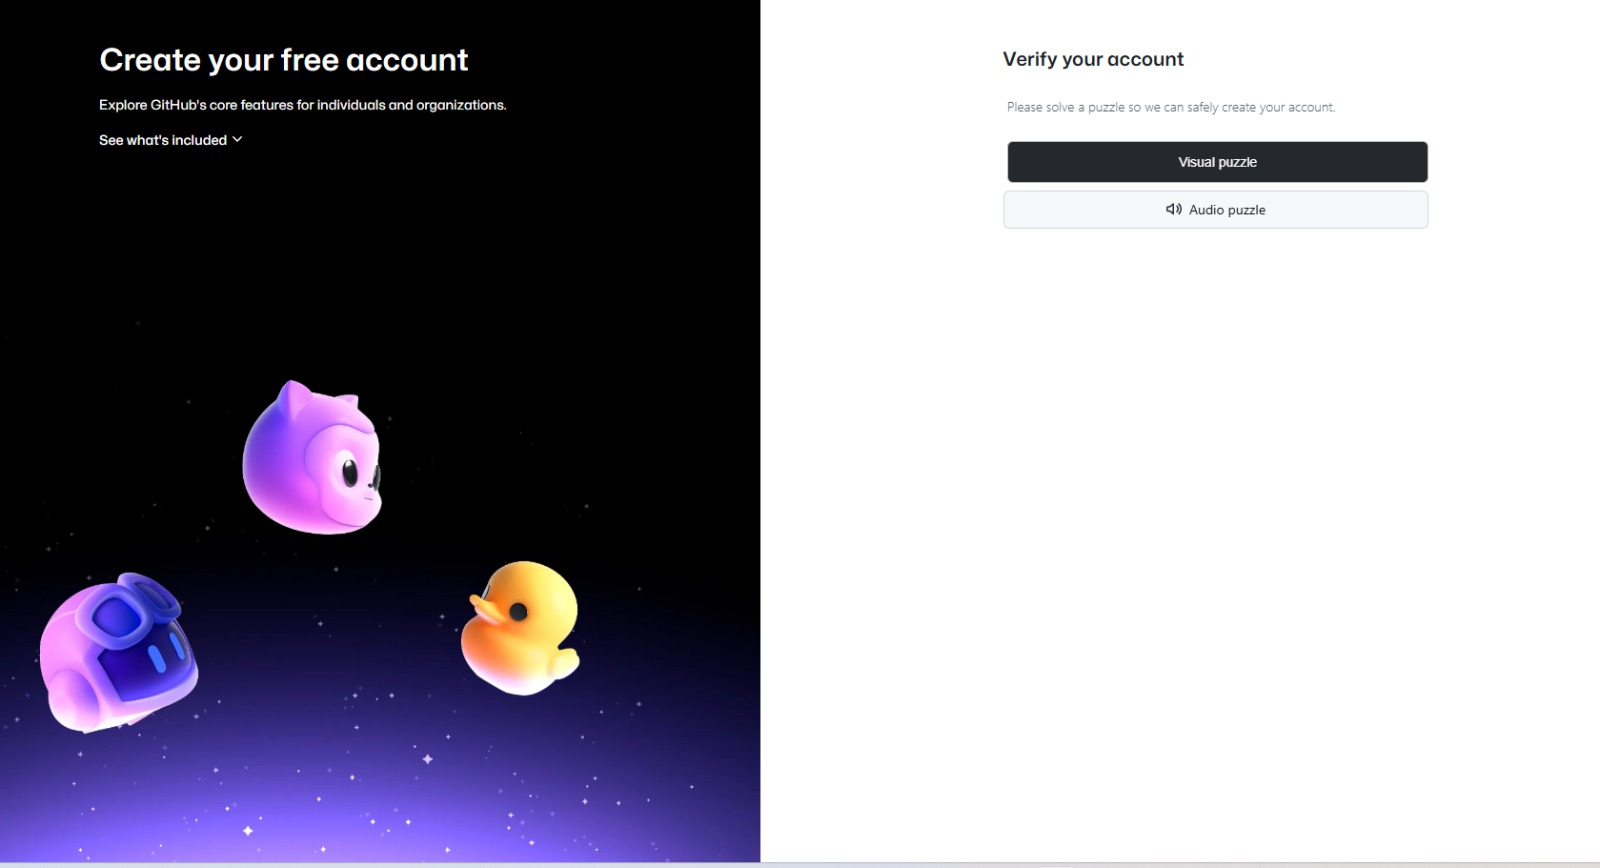 Create your free account
Explore GitHub's core features for individuals and organizations.
See what's included
Verify your account
Please solve a puzzle so we can safely create your account.
Visual puzzle
Audio puzzle